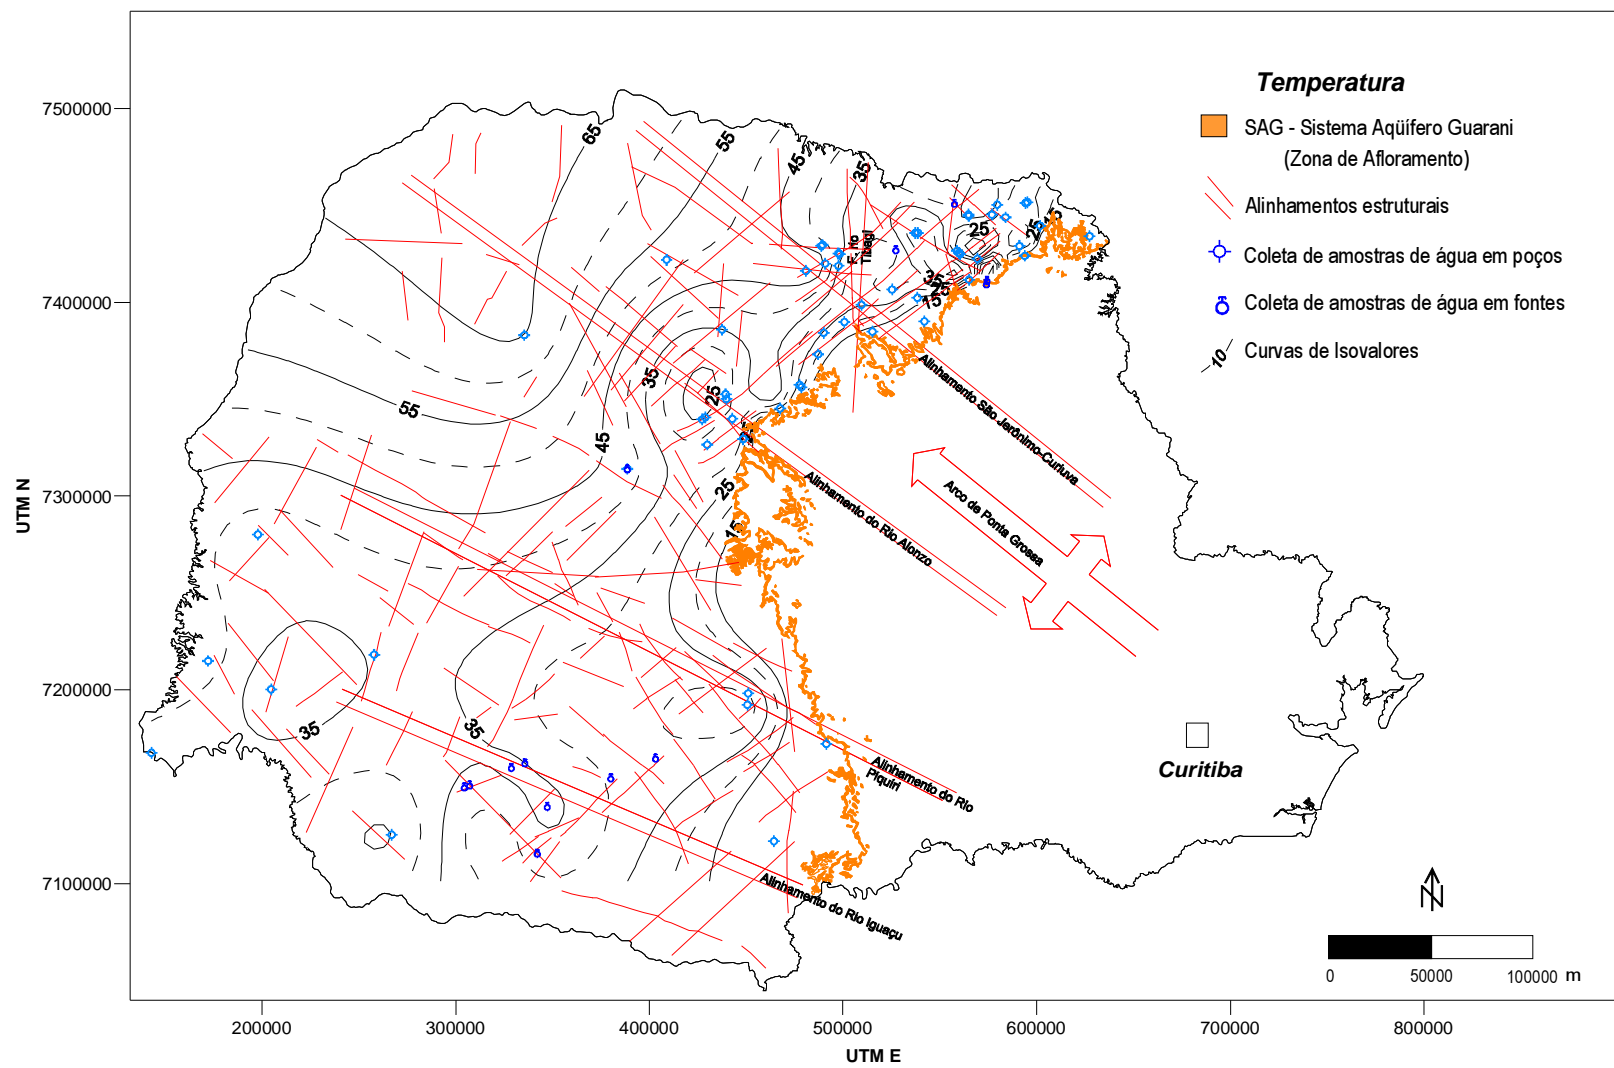 Temperatura
SAG - Sistema Aqüífero Guarani
(Zona de Afloramento)
Alinhamentos estruturais
Coleta de amostras de água em poços
Coleta de amostras de água em fontes
10
Curvas de Isovalores
7500000
7400000
7300000
7200000
7100000
UTM N
65
55
45
35
25
25
15
F. rio
Tibagi
35
25
15
35
25
55
45
25
15
35
35
Alinhamento São Jerônimo-Curiuva
Arco de Ponta Grossa
Alinhamento do Rio Alonzo
Alinhamento do Rio
Piquiri
Alinhamento do Rio Iguaçu
Curitiba
N
0 50000 100000 m
200000 300000 400000 500000 600000 700000 800000
UTM E